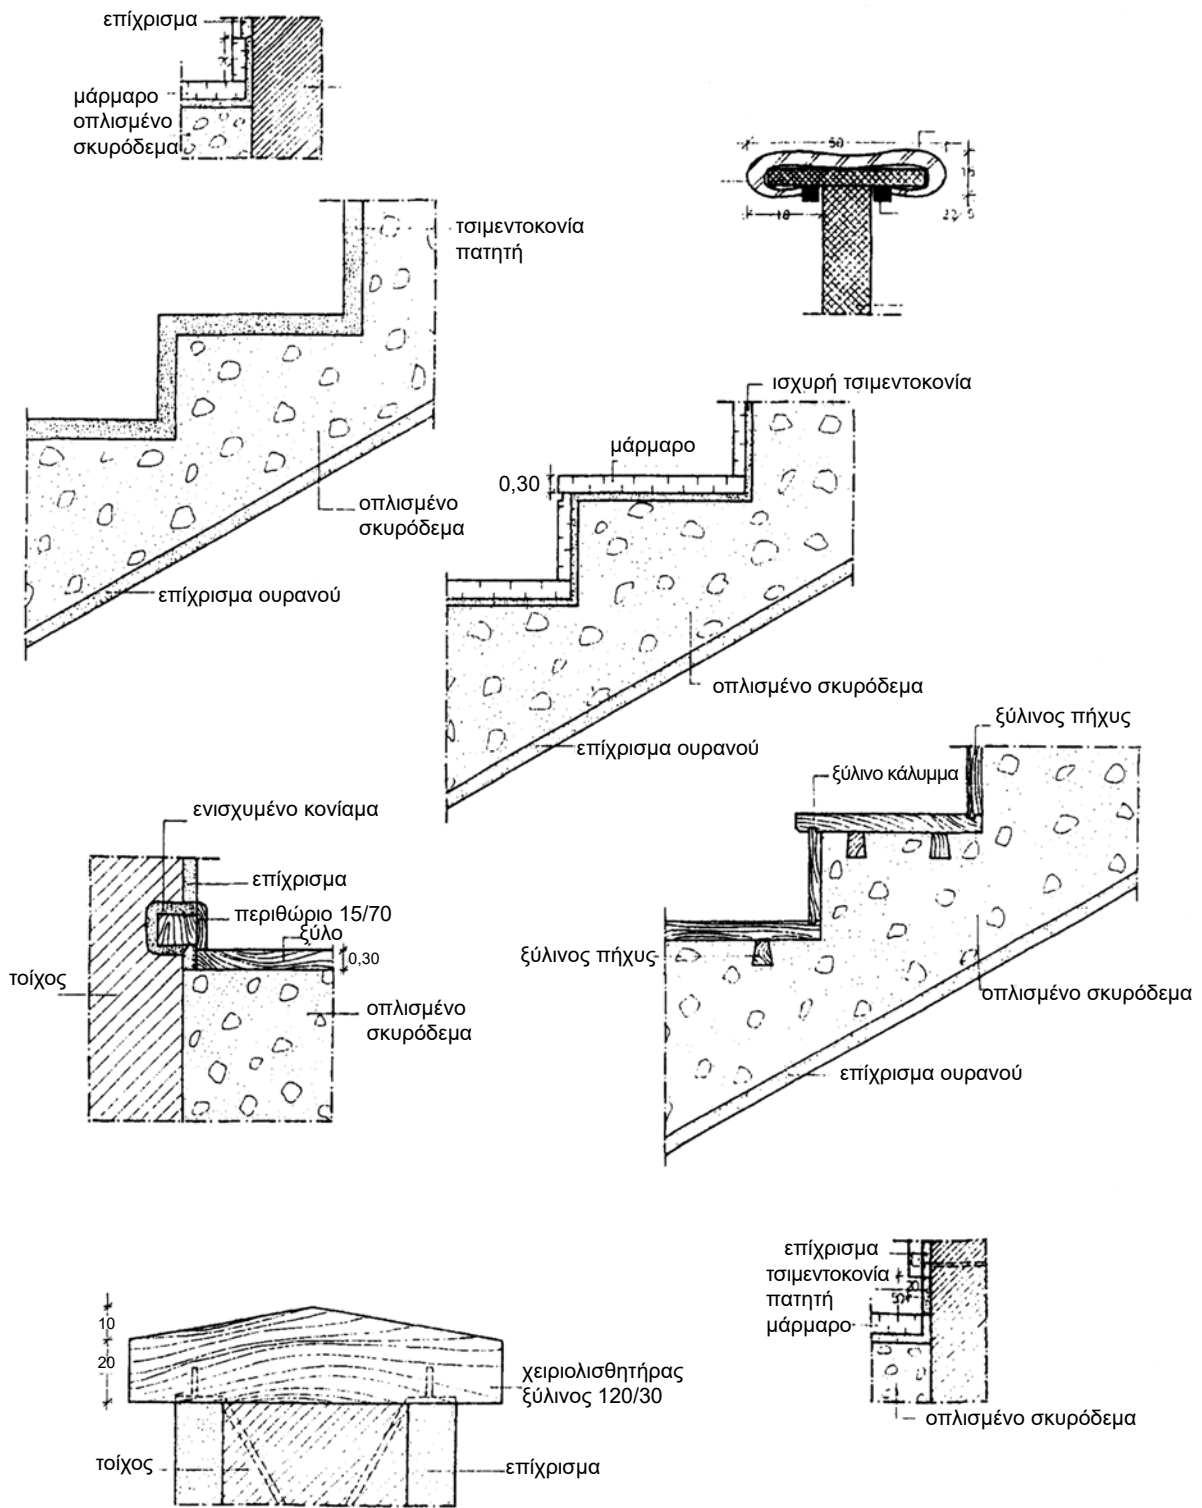 επίχρισμα
μάρμαρο
οπλισμένο
σκυρόδεμα
50
18
τσιμεντοκονία
πατητή
οπλισμένο
σκυρόδεμα
επίχρισμα ουρανού
ισχυρή τσιμεντοκονία
μάρμαρο
0,30
οπλισμένο σκυρόδεμα
επίχρισμα ουρανού
ξύλινος πήχυς
ξύλινο κάλυμμα
ξύλινος πήχυς
οπλισμένο σκυρόδεμα
επίχρισμα ουρανού
ενισχυμένο κονίαμα
επίχρισμα
περιθώριο 15/70
ξύλο
0,30
τοίχος
οπλισμένο
σκυρόδεμα
10
20
χειριολισθητήρας
ξύλινος 120/30
τοίχος
επίχρισμα
επίχρισμα
τσιμεντοκονία
πατητή
μάρμαρο
οπλισμένο σκυρόδεμα